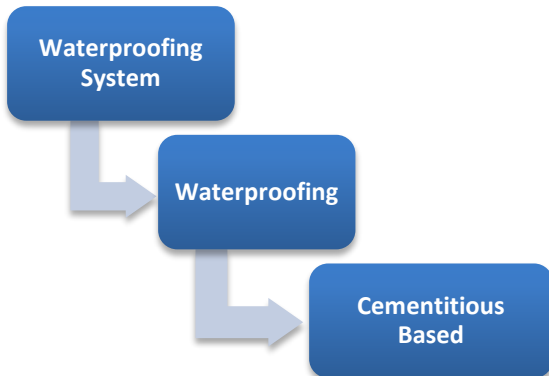 Waterproofing
System
Waterproofing
Cementitious
Based